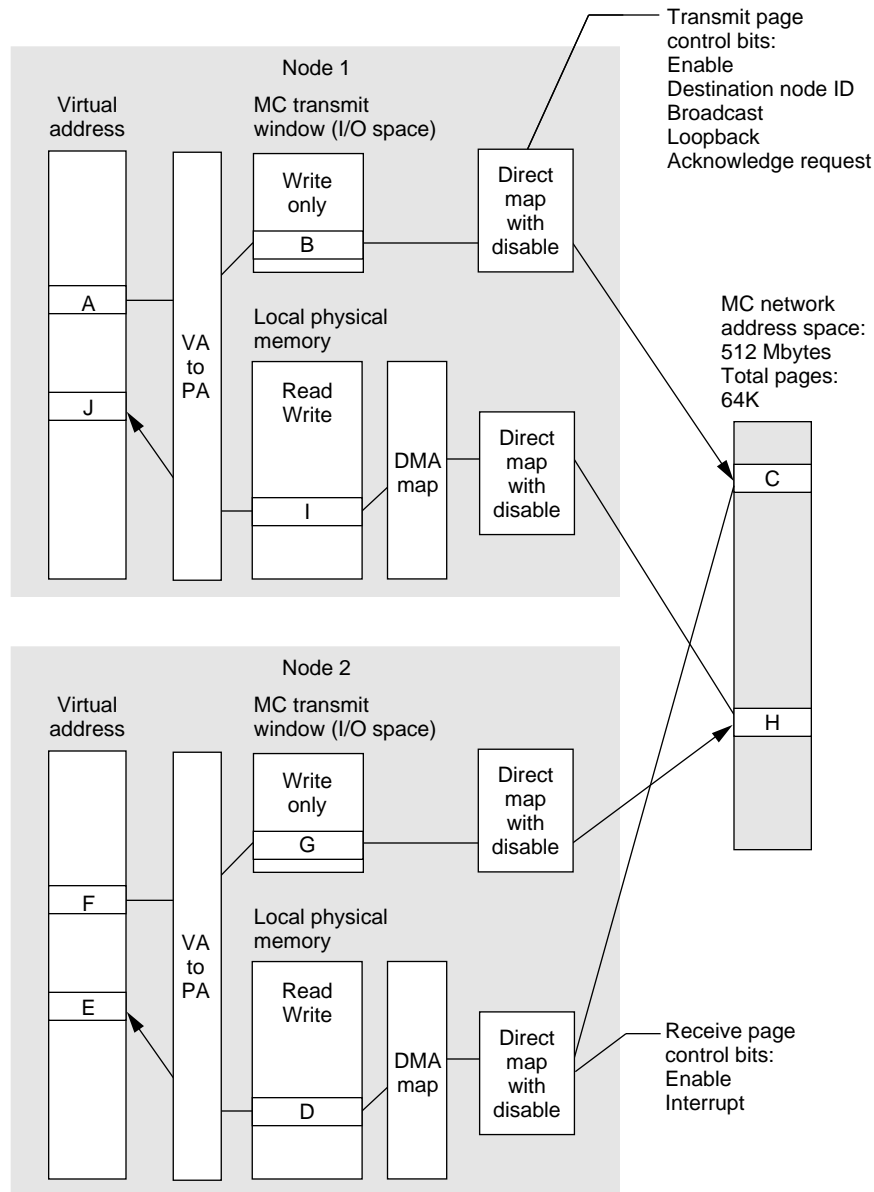 Transmit page
control bits:
Enable
Destination node ID
Broadcast
Loopback
Acknowledge request
Node 1
Virtual
address
MC transmit
window (I/O space)
Write
only
B
Direct
map
with
disable
A
VA
to
PA
Local physical
memory
Read
Write
J
I
DMA
map
Direct
map
with
disable
MC network
address space:
512 Mbytes
Total pages:
64K
C
H
Node 2
Virtual
address
MC transmit
window (I/O space)
Write
only
G
Direct
map
with
disable
F
VA
to
PA
Local physical
memory
Read
Write
E
D
DMA
map
Direct
map
with
disable
Receive page
control bits:
Enable
Interrupt